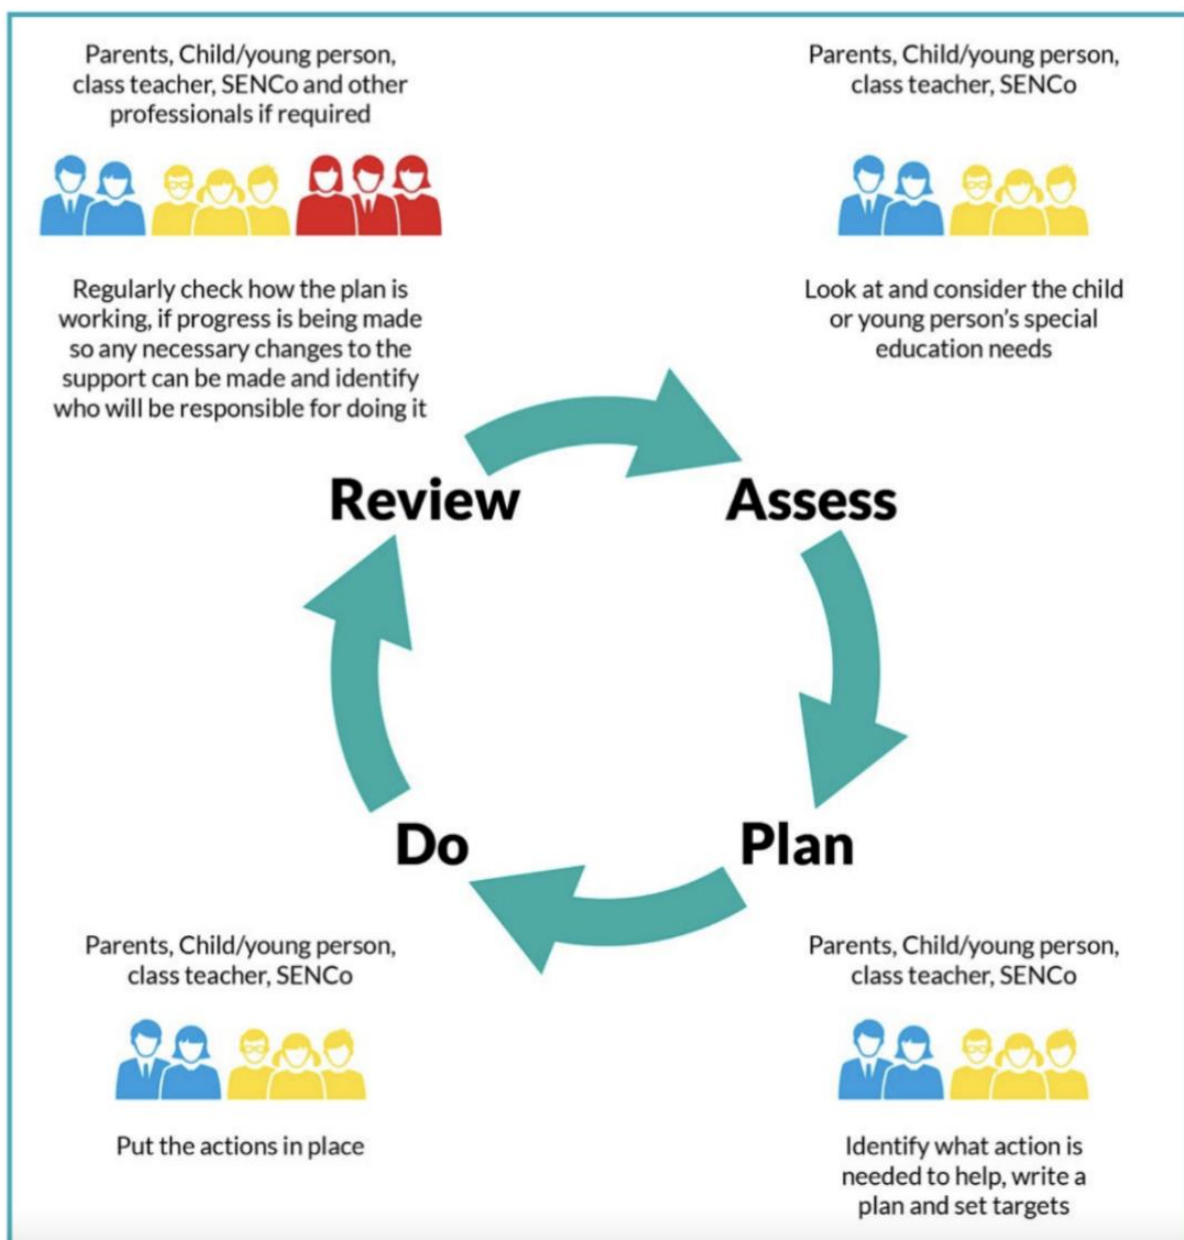 Parents, Child/young person,
class teacher, SENCo and other
professionals if required
Regularly check how the plan is
working, if progress is being made
so any necessary changes to the
support can be made and identify
who will be responsible for doing it
Parents, Child/young person,
class teacher, SENCo
Look at and consider the child
or young person's special
education needs
Review
Assess
Do
Plan
Parents, Child/young person,
class teacher, SENCo
Put the actions in place
Parents, Child/young person,
class teacher, SENCo
Identify what action is
needed to help, write a
plan and set targets